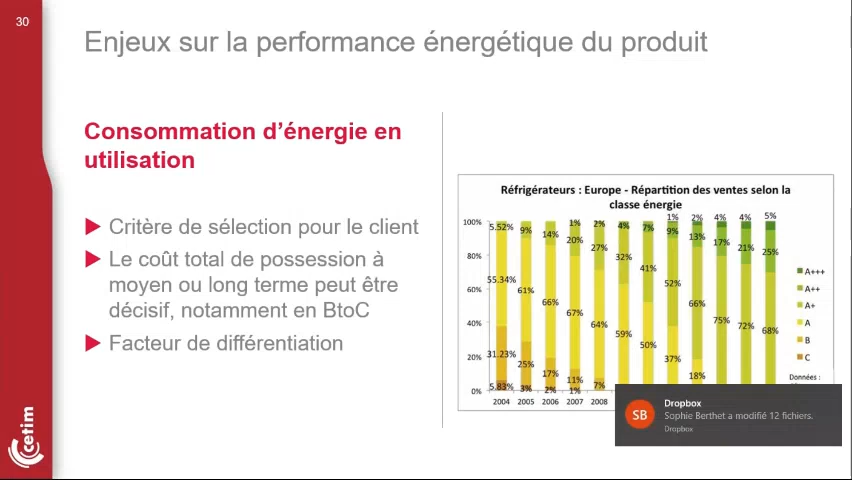 30
Enjeux sur la performance énergétique du produit
Consommation d'énergie en
utilisation
Critère de sélection pour le client
Le coût total de possession à
moyen ou long terme peut être
décisif, notamment en BtoC
Facteur de différentiation
cetim
Réfrigérateurs : Europe - Répartition des ventes selon la
classe énergie
100%
80%
60%
40%
20%
0%
5.52%
55.34%
31.23%
5.83%
9%
61%
25%
3%
14%
66%
17%
2%
1%
20%
67%
11%
1%
2%
27%
64%
7%
4%
32%
59%
7%
41%
50%
1%
9%
52%
37%
2%
13%
66%
18%
4%
17%
75%
4%
21%
72%
5%
25%
68%
2004 2005 2006 2007 2008
A+++
A++
A+
A
B
C
Données :
SB
Dropbox
Sophie Berthet a modifié 12 fichiers.
Dropbox